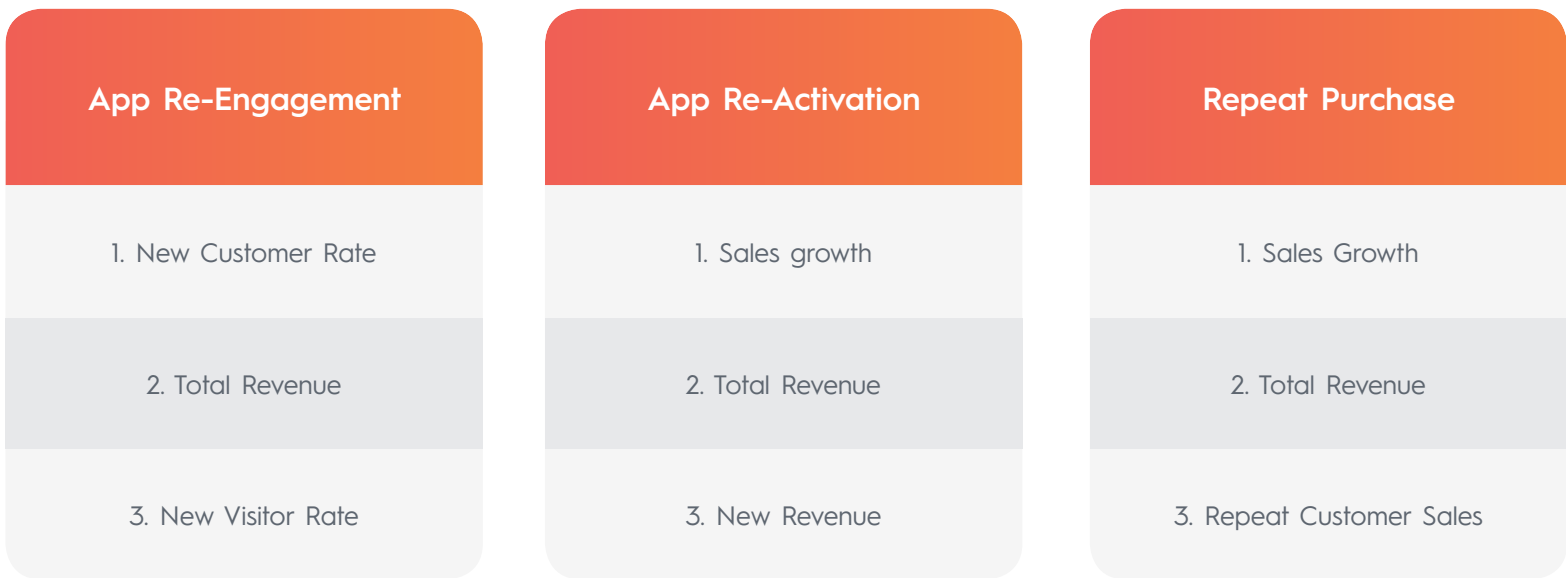 App Re-Engagement
1. New Customer Rate
2. Total Revenue
3. New Visitor Rate
App Re-Activation
1. Sales growth
2. Total Revenue
3. New Revenue
Repeat Purchase
1. Sales Growth
2. Total Revenue
3. Repeat Customer Sales